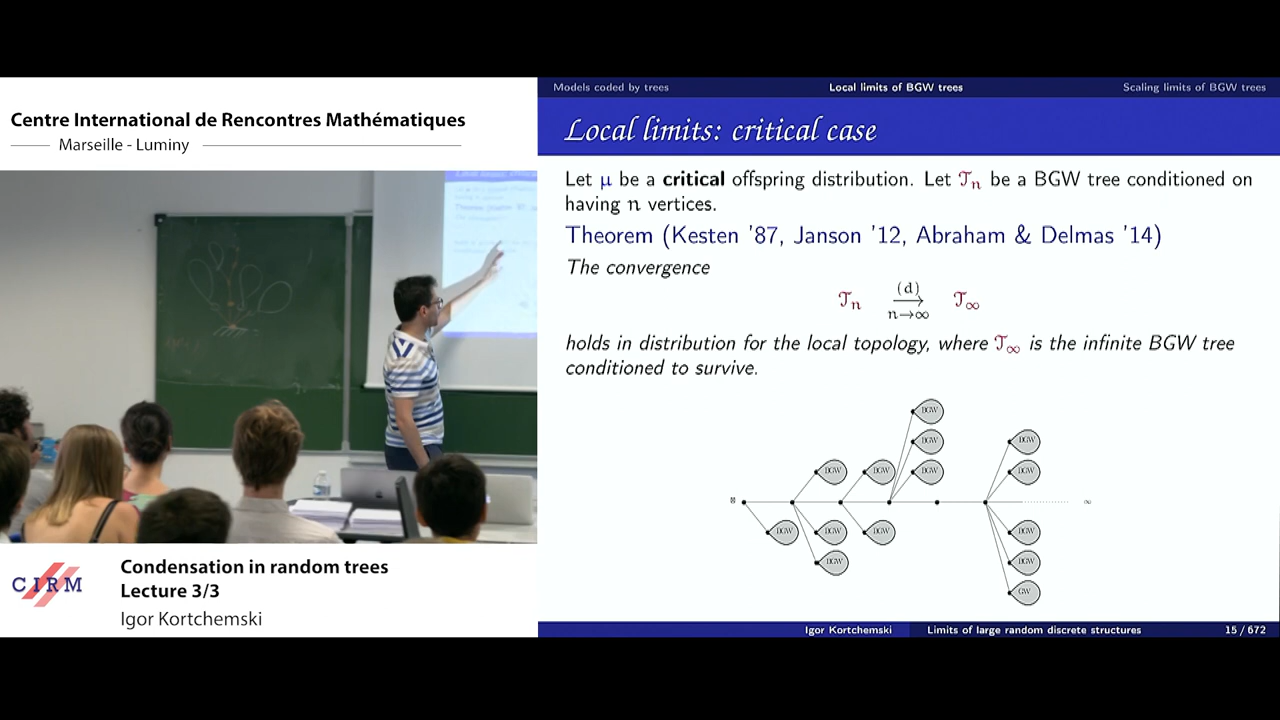 Centre International de Rencontres Mathématiques
Marseille - Luminy
CIRM
Condensation in random trees
Lecture 3/3
Igor Kortchemski
Models coded by trees
Local limits of BGW trees
Scaling limits of BGW trees
Local limits: critical case
Let μ be a critical offspring distribution. Let 𝒯n be a BGW tree conditioned on
having n vertices.
Theorem (Kesten '87, Janson '12, Abraham & Delmas '14)
The convergence
𝒯n (d) → n→∞ 𝒯∞
holds in distribution for the local topology, where 𝒯∞ is the infinite BGW tree
conditioned to survive.
BGW
BGW BGW
BGW BGW BGW BGW
∞
BGW BGW BGW BGW
BGW BGW
GW
Igor Kortchemski
Limits of large random discrete structures
15 / 672